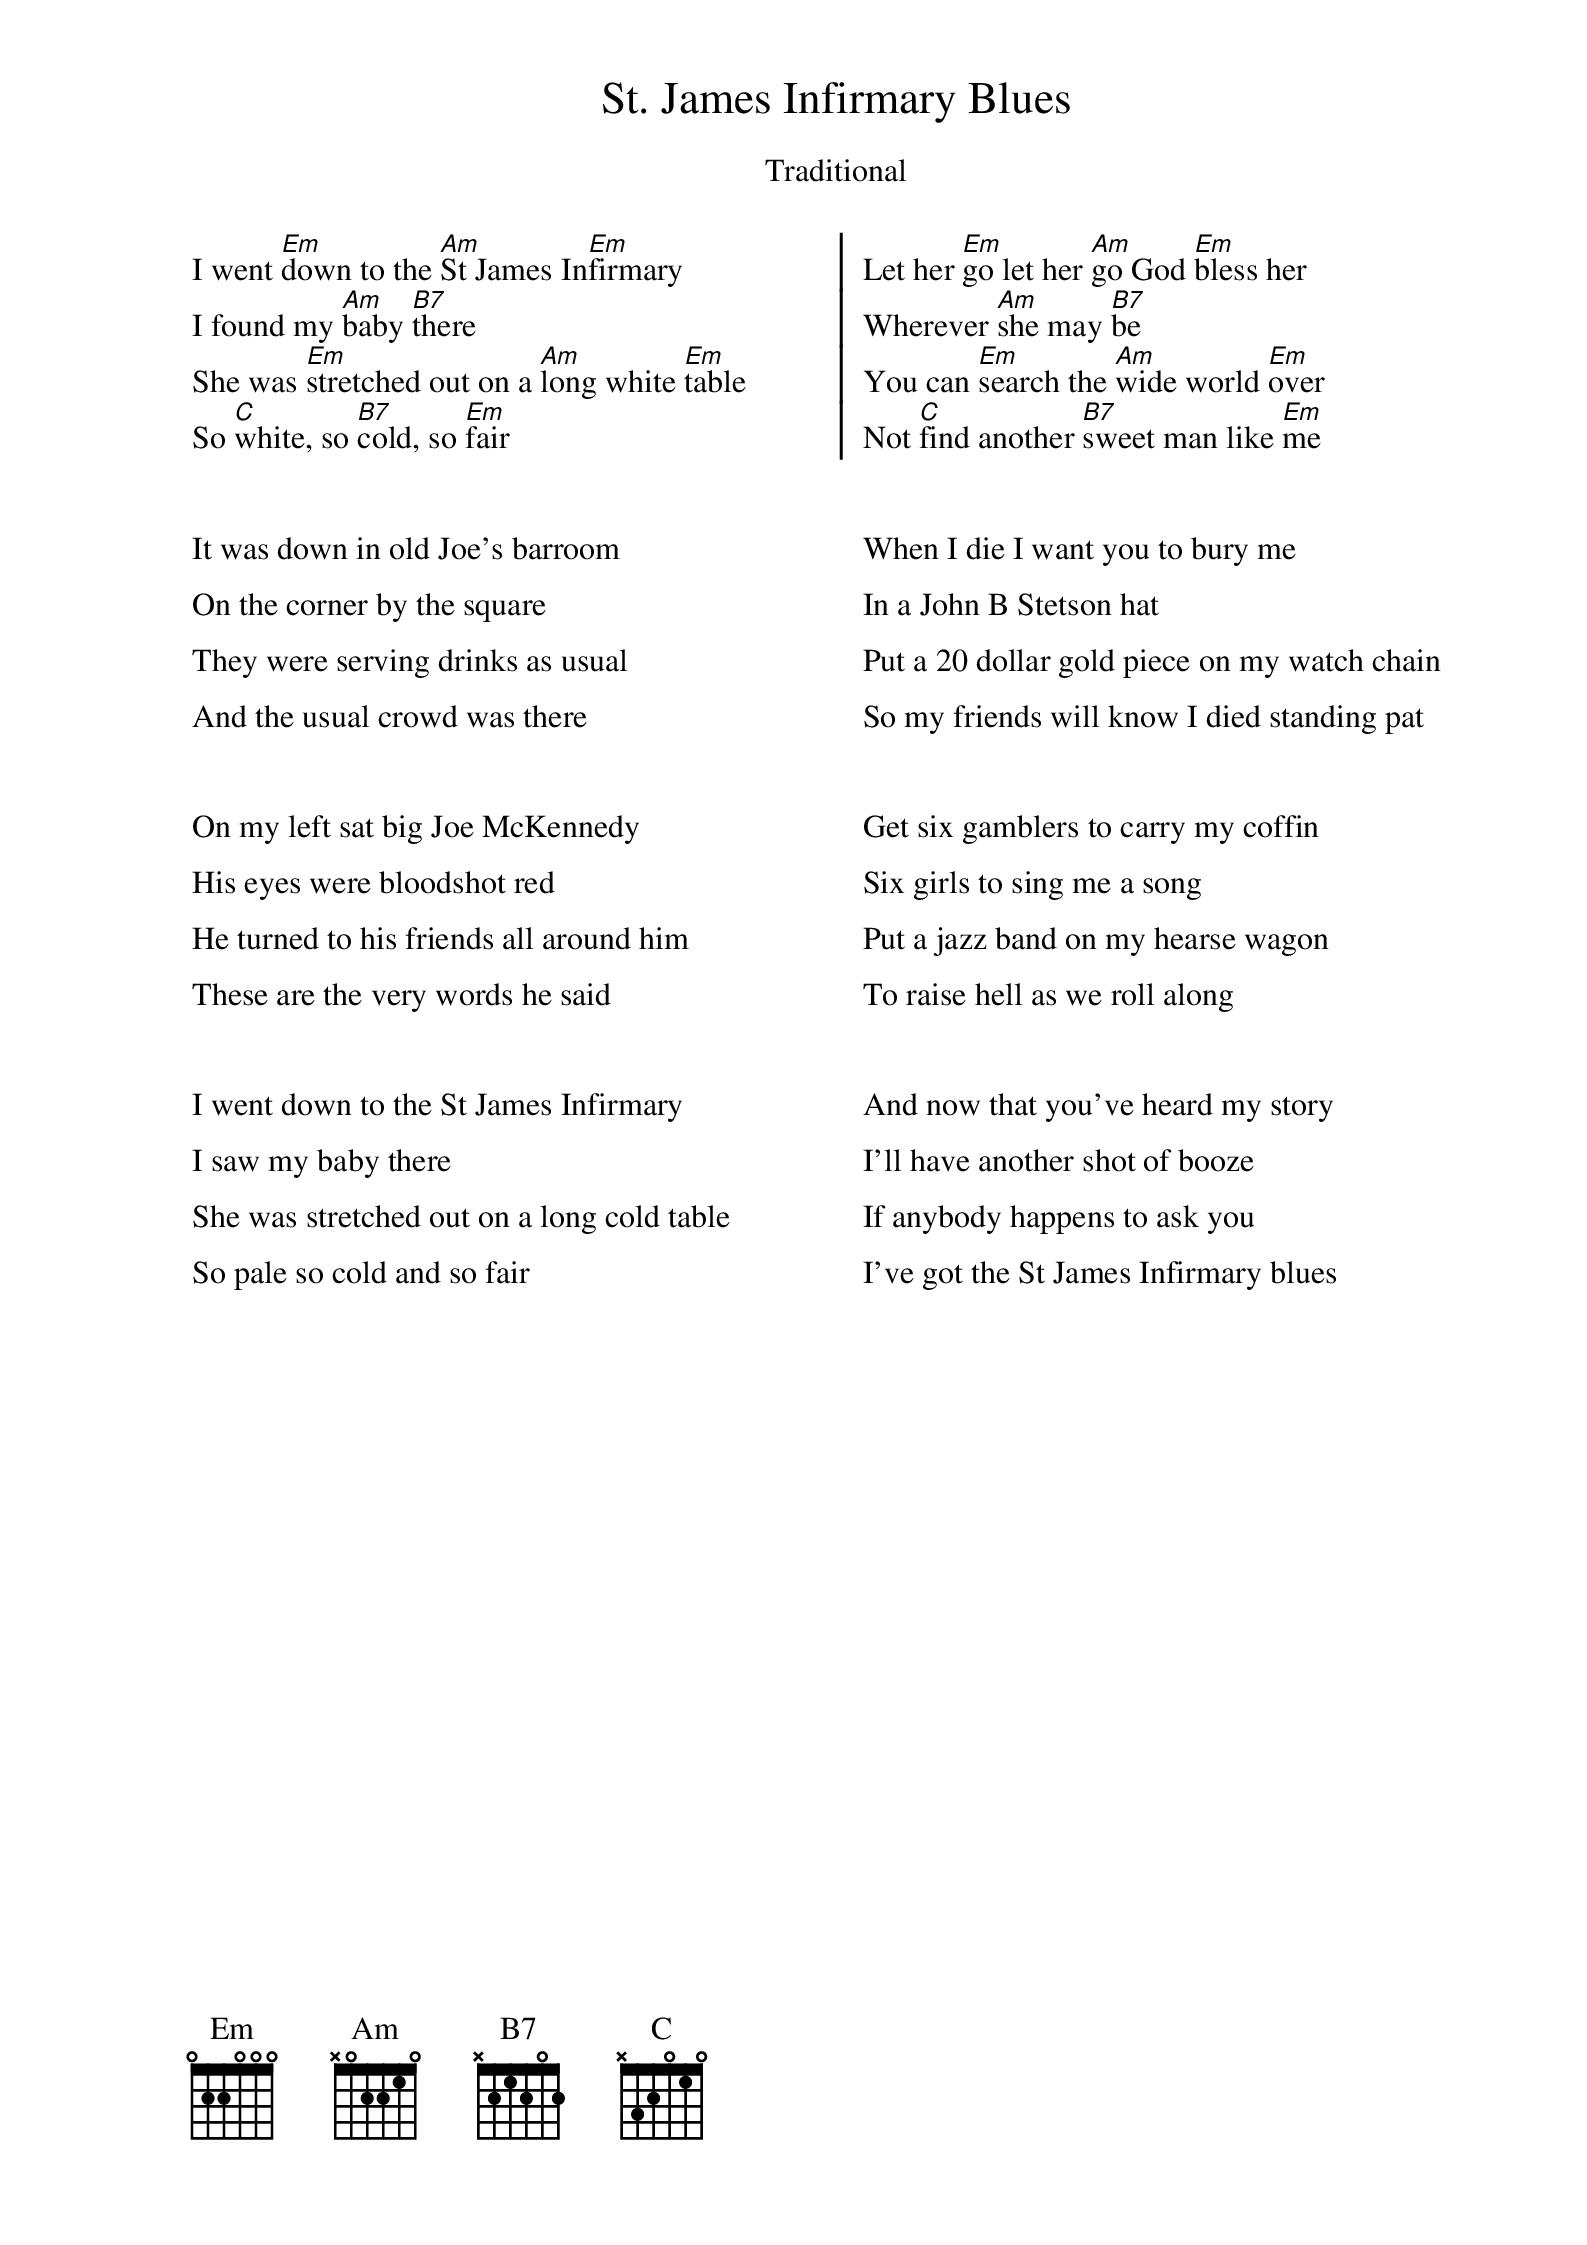 St. James Infirmary Blues
Traditional
Em Am Em
I went down to the St James Infirmary
Am B7
I found my baby there
Em Am Em
She was stretched out on a long white table
C B7 Em
So white, so cold, so fair
It was down in old Joe's barroom
On the corner by the square
They were serving drinks as usual
And the usual crowd was there
On my left sat big Joe McKennedy
His eyes were bloodshot red
He turned to his friends all around him
These are the very words he said
I went down to the St James Infirmary
I saw my baby there
She was stretched out on a long cold table
So pale so cold and so fair
Em Am Em
Let her go let her go God bless her
Am B7
Wherever she may be
Em Am Em
You can search the wide world over
C B7 Em
Not find another sweet man like me
When I die I want you to bury me
In a John B Stetson hat
Put a 20 dollar gold piece on my watch chain
So my friends will know I died standing pat
Get six gamblers to carry my coffin
Six girls to sing me a song
Put a jazz band on my hearse wagon
To raise hell as we roll along
And now that you've heard my story
I'll have another shot of booze
If anybody happens to ask you
I've got the St James Infirmary blues
Em Am B7 C